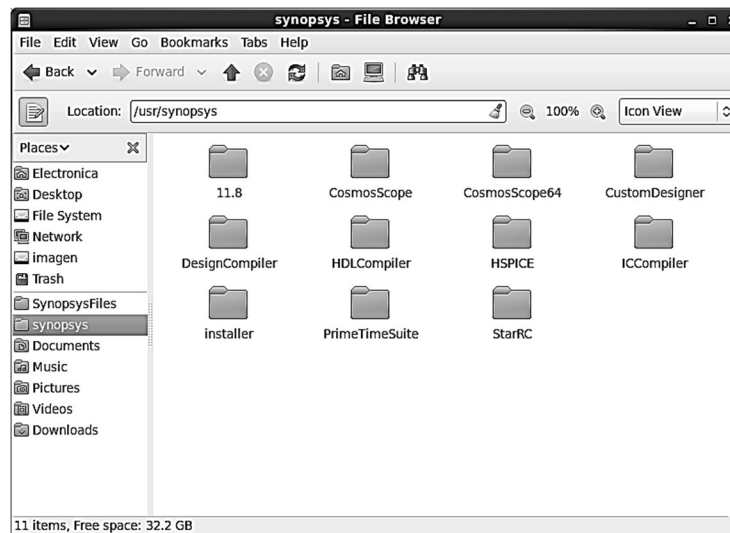 synopsys - File Browser
File Edit View Go Bookmarks Tabs Help
Back Forward
Location: /usr/synopsys 100% Icon View
Places
Electronica
Desktop
File System
Network
imagen
Trash
SynopsysFiles
synopsys
Documents
Music
Pictures
Videos
Downloads
11.8 CosmosScope CosmosScope64 CustomDesigner
DesignCompiler HDLCompiler HSPICE ICCompiler
installer PrimeTimeSuite StarRC
11 items, Free space: 32.2 GB